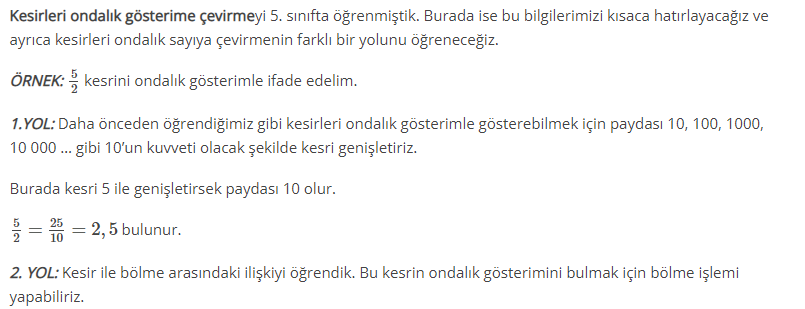 Kesirleri ondalık gösterime çevirmeyi 5. sınıfta öğrenmiştik. Burada ise bu bilgilerimizi kısaca hatırlayacağız ve
ayrıca kesirleri ondalık sayıya çevirmenin farklı bir yolunu öğreneceğiz.
ÖRNEK: 5/2 kesrini ondalık gösterimle ifade edelim.
1.YOL: Daha önceden öğrendiğimiz gibi kesirleri ondalık gösterimle gösterebilmek için paydası 10, 100, 1000,
10 000 ... gibi 10’un kuvveti olacak şekilde kesri genişletiriz.
Burada kesri 5 ile genişletirsek paydası 10 olur.
5/2 = 25/10 = 2, 5 bulunur.
2. YOL: Kesir ile bölme arasındaki ilişkiyi öğrendik. Bu kesrin ondalık gösterimini bulmak için bölme işlemi
yapabiliriz.